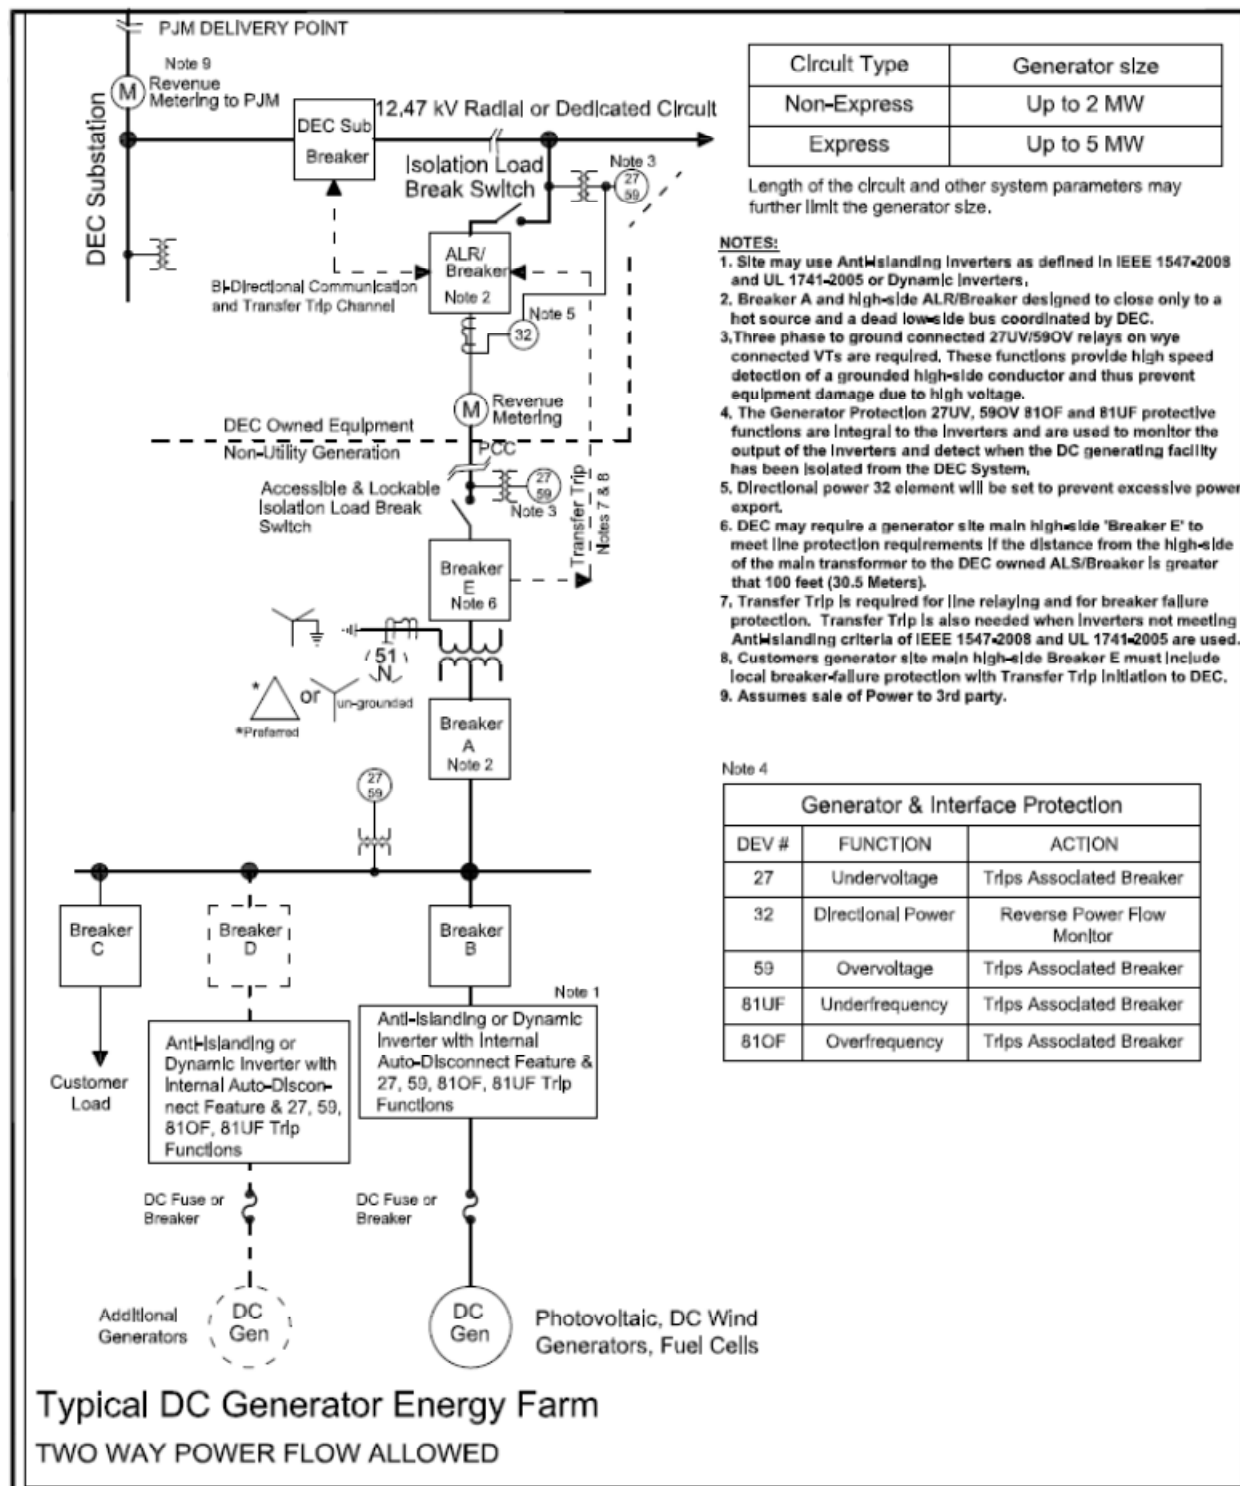 PJM DELIVERY POINT
Note 9
M
Revenue
Metering to PJM
DEC Substation
DEC Sub
Breaker
12,47 kV Radial or Dedicated Circuit
Isolation Load
Break Switch
Note 3
27
59
ALR/
Breaker
Note 2
Bi-Directional Communication
and Transfer Trip Channel
Note 5
32
M
Revenue
Metering
DEC Owned Equipment
Non-Utility Generation
PCC
Accessible & Lockable
Isolation Load Break
Switch
27
59
Note 3
Transfer Trip
Notes 7 & 8
Breaker
E
Note 6
51
N
*
or
un-grounded
*Preferred
Breaker
A
Note 2
27
59
Breaker
C
Breaker
D
Breaker
B
Note 1
Customer
Load
Anti-Islanding or
Dynamic Inverter with
Internal Auto-Discon-
nect Feature & 27, 59,
81OF, 81UF Trip
Functions
Anti-Islanding or Dynamic
Inverter with Internal
Auto-Disconnect Feature &
27, 59, 81OF, 81UF Trip
Functions
DC Fuse or
Breaker
DC Fuse or
Breaker
Additional
Generators
DC
Gen
DC
Gen
Photovoltaic, DC Wind
Generators, Fuel Cells
Typical DC Generator Energy Farm
TWO WAY POWER FLOW ALLOWED
Circuit Type Generator size
Non-Express Up to 2 MW
Express Up to 5 MW
Length of the circuit and other system parameters may
further limit the generator size.
NOTES:
1. Site may use Anti-Islanding Inverters as defined in IEEE 1547-2008
and UL 1741-2005 or Dynamic Inverters.
2. Breaker A and high-side ALR/Breaker designed to close only to a
hot source and a dead low-side bus coordinated by DEC.
3.Three phase to ground connected 27UV/59OV relays on wye
connected VTs are required. These functions provide high speed
detection of a grounded high-side conductor and thus prevent
equipment damage due to high voltage.
4. The Generator Protection 27UV, 59OV 81OF and 81UF protective
functions are integral to the inverters and are used to monitor the
output of the inverters and detect when the DC generating facility
has been isolated from the DEC System.
5. Directional power 32 element will be set to prevent excessive power
export.
6. DEC may require a generator site main high-side 'Breaker E' to
meet line protection requirements if the distance from the high-side
of the main transformer to the DEC owned ALS/Breaker is greater
that 100 feet (30.5 Meters).
7. Transfer Trip is required for line relaying and for breaker failure
protection. Transfer Trip is also needed when inverters not meeting
Anti-Islanding criteria of IEEE 1547-2008 and UL 1741-2005 are used.
8. Customers generator site main high-side Breaker E must include
local breaker-failure protection with Transfer Trip initiation to DEC.
9. Assumes sale of Power to 3rd party.
Note 4
Generator & Interface Protection
DEV # FUNCTION ACTION
27 Undervoltage Trips Associated Breaker
32 Directional Power Reverse Power Flow
Monitor
59 Overvoltage Trips Associated Breaker
81UF Underfrequency Trips Associated Breaker
81OF Overfrequency Trips Associated Breaker